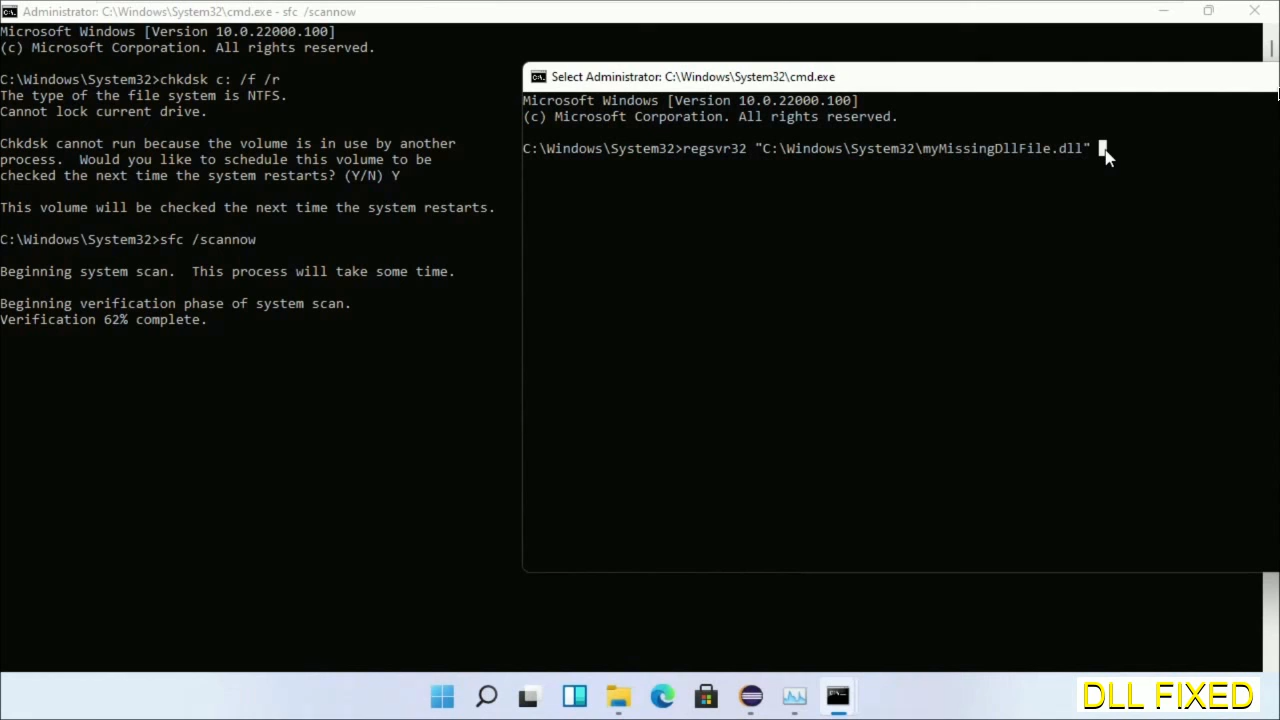 Administrator: C:\Windows\System32\cmd.exe - sfc /scannow
Microsoft Windows [Version 10.0.22000.100]
(c) Microsoft Corporation. All rights reserved.
C:\Windows\System32>chkdsk c: /f /r
The type of the file system is NTFS.
Cannot lock current drive.
Chkdsk cannot run because the volume is in use by another
process.  Would you like to schedule this volume to be
checked the next time the system restarts? (Y/N) Y
This volume will be checked the next time the system restarts.
C:\Windows\System32>sfc /scannow
Beginning system scan.  This process will take some time.
Beginning verification phase of system scan.
Verification 62% complete.
Select Administrator: C:\Windows\System32\cmd.exe
Microsoft Windows [Version 10.0.22000.100]
(c) Microsoft Corporation. All rights reserved.
C:\Windows\System32>regsvr32 "C:\Windows\System32\myMissingDllFile.dll"
DLL FIXED